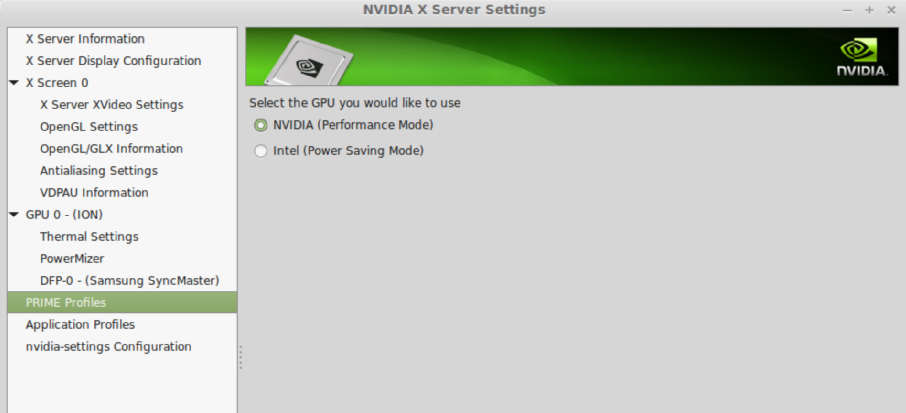 NVIDIA X Server Settings
X Server Information
X Server Display Configuration
X Screen 0
X Server XVideo Settings
OpenGL Settings
OpenGL/GLX Information
Antialiasing Settings
VDPAU Information
GPU 0 - (ION)
Thermal Settings
PowerMizer
DFP-0 - (Samsung SyncMaster)
PRIME Profiles
Application Profiles
nvidia-settings Configuration
NVIDIA.
Select the GPU you would like to use
NVIDIA (Performance Mode)
Intel (Power Saving Mode)